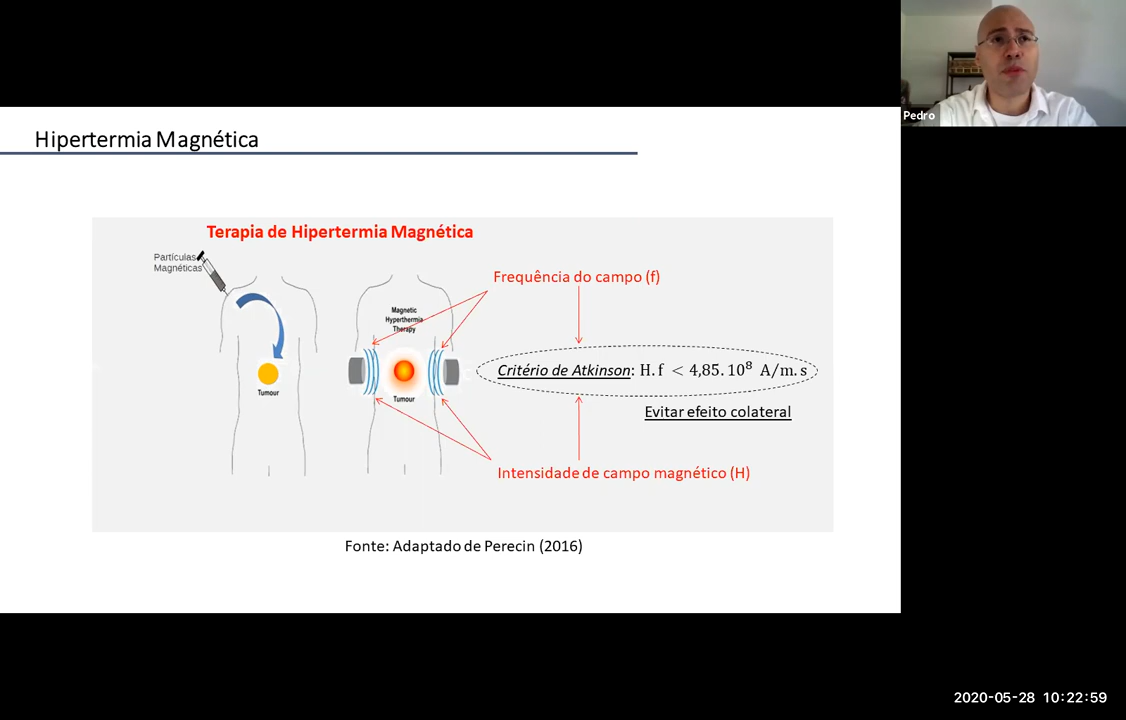 Pedro
Hipertermia Magnética
Terapia de Hipertermia Magnética
Partículas
Magnéticas
Frequência do campo (f)
Magnetic
Hyperthermia
Therapy
Critério de Atkinson: H. f < 4,85. 10⁸ A/m. s
Tumour
Tumour
Evitar efeito colateral
Intensidade de campo magnético (H)
Fonte: Adaptado de Perecin (2016)
2020-05-28 10:22:59